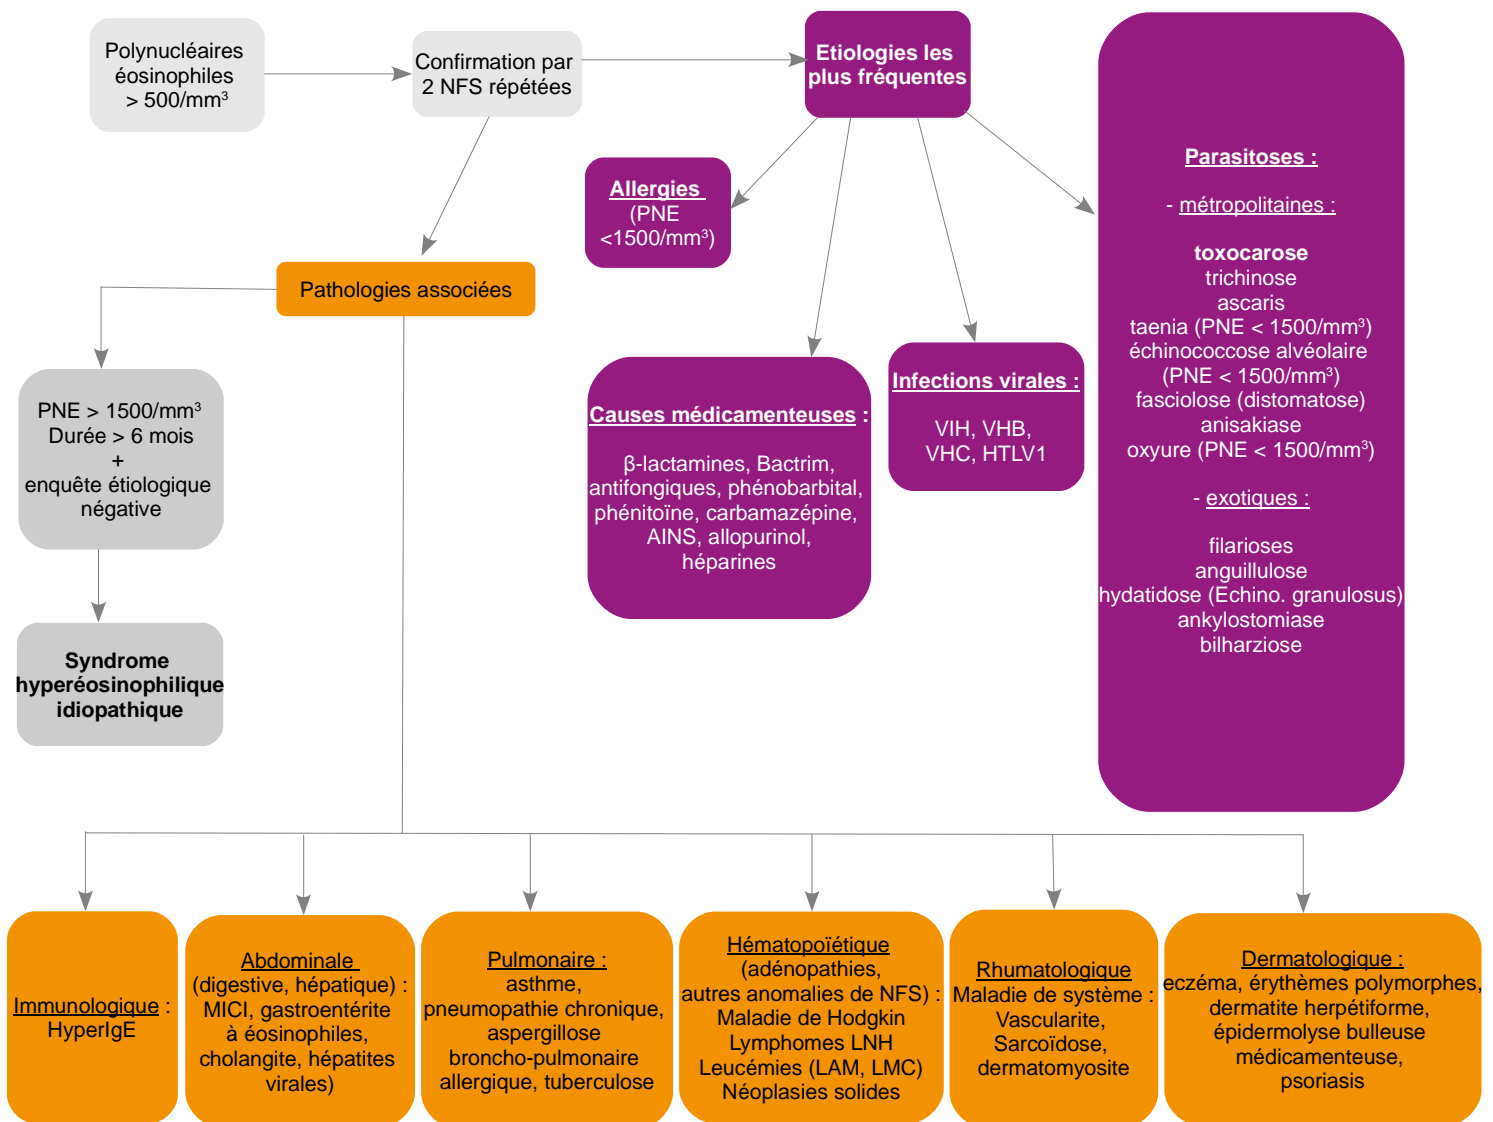 Polynucléaires
éosinophiles
> 500/mm³
Confirmation par
2 NFS répétées
Etiologies les
plus fréquentes
Allergies
(PNE
<1500/mm³)
Causes médicamenteuses :
β-lactamines, Bactrim,
antifongiques, phénobarbital,
phénitoïne, carbamazépine,
AINS, allopurinol,
héparines
Infections virales :
VIH, VHB,
VHC, HTLV1
Parasitoses :
- métropolitaines :
toxocarose
trichinose
ascaris
taenia (PNE < 1500/mm³)
échinococcose alvéolaire
(PNE < 1500/mm³)
fasciolose (distomatose)
anisakiase
oxyure (PNE < 1500/mm³)
- exotiques :
filarioses
anguillulose
hydatidose (Echino. granulosus)
ankylostomiase
bilharziose
Pathologies associées
PNE > 1500/mm³
Durée > 6 mois
+
enquête étiologique
négative
Syndrome
hyperéosinophilique
idiopathique
Immunologique :
HyperIgE
Abdominale
(digestive, hépatique) :
MICI, gastroentérite
à éosinophiles,
cholangite, hépatites
virales)
Pulmonaire :
asthme,
pneumopathie chronique,
aspergillose
broncho-pulmonaire
allergique, tuberculose
Hématopoïétique
(adénopathies,
autres anomalies de NFS) :
Maladie de Hodgkin
Lymphomes LNH
Leucémies (LAM, LMC)
Néoplasies solides
Rhumatologique
Maladie de système :
Vascularite,
Sarcoïdose,
dermatomyosite
Dermatologique :
eczéma, érythèmes polymorphes,
dermatite herpétiforme,
épidermolyse bulleuse
médicamenteuse,
psoriasis